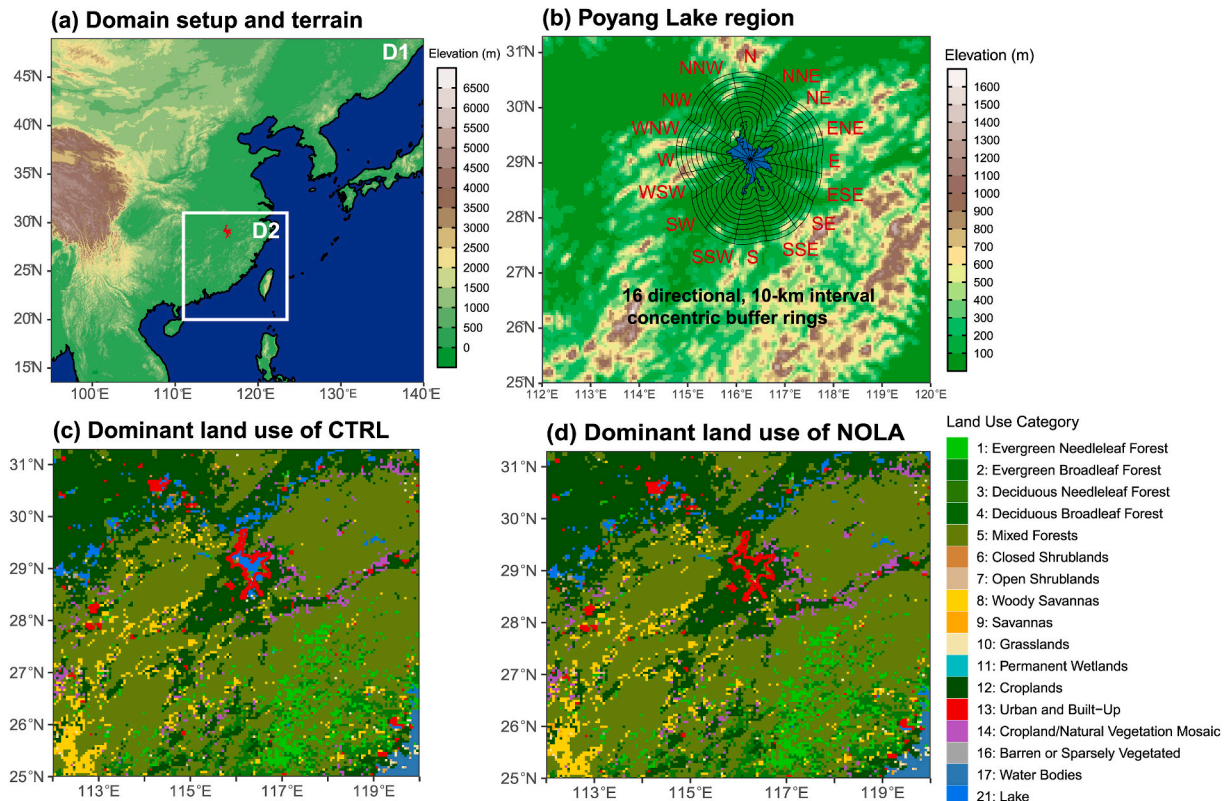 (a) Domain setup and terrain
D1
D2
45°N
40°N
35°N
30°N
25°N
20°N
15°N
100°E
110°E
120°E
130°E
140°E
Elevation (m)
6500
6000
5500
5000
4500
4000
3500
3000
2500
2000
1500
1000
500
0
(b) Poyang Lake region
N
NNW
NNE
NW
NE
WNW
ENE
W
E
WSW
ESE
SW
SE
SSW
S
SSE
16 directional, 10-km interval
concentric buffer rings
31°N
30°N
29°N
28°N
27°N
26°N
25°N
112°E
113°E
114°E
115°E
116°E
117°E
118°E
119°E
120°E
Elevation (m)
1600
1500
1400
1300
1200
1100
1000
900
800
700
600
500
400
300
200
100
(c) Dominant land use of CTRL
31°N
30°N
29°N
28°N
27°N
26°N
25°N
113°E
115°E
117°E
119°E
(d) Dominant land use of NOLA
31°N
30°N
29°N
28°N
27°N
26°N
25°N
113°E
115°E
117°E
119°E
Land Use Category
1: Evergreen Needleleaf Forest
2: Evergreen Broadleaf Forest
3: Deciduous Needleleaf Forest
4: Deciduous Broadleaf Forest
5: Mixed Forests
6: Closed Shrublands
7: Open Shrublands
8: Woody Savannas
9: Savannas
10: Grasslands
11: Permanent Wetlands
12: Croplands
13: Urban and Built−Up
14: Cropland/Natural Vegetation Mosaic
16: Barren or Sparsely Vegetated
17: Water Bodies
21: Lake